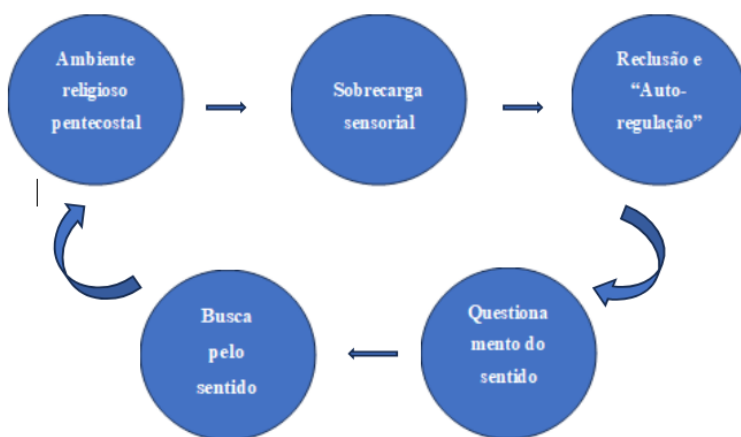 Ambiente
religioso
pentecostal
Sobrecarga
sensorial
Reclusão e
“Auto-
regulação”
Questiona
mento do
sentido
Busca
pelo
sentido